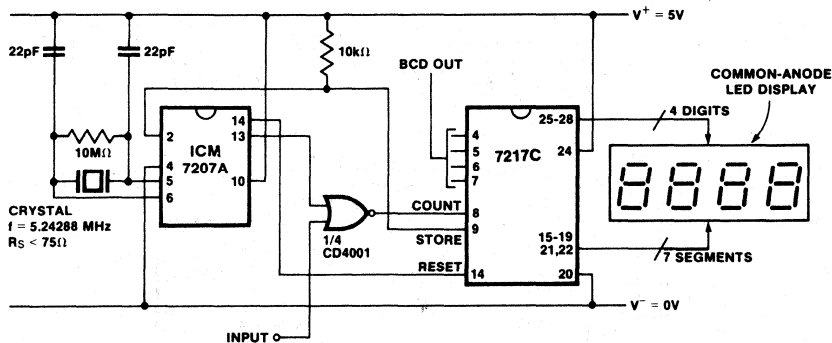 V+ = 5V
22pF
22pF
10kΩ
BCD OUT
COMMON-ANODE
LED DISPLAY
14
13
2
ICM
7207A
10MΩ
4
5
6
10
25-28
4 DIGITS
7217C
4
5
6
7
24
8888
CRYSTAL
f = 5.24288 MHz
RS < 75Ω
COUNT
8
9
STORE
1/4
CD4001
15-19
21,22
7 SEGMENTS
RESET
14
20
V− = 0V
INPUT